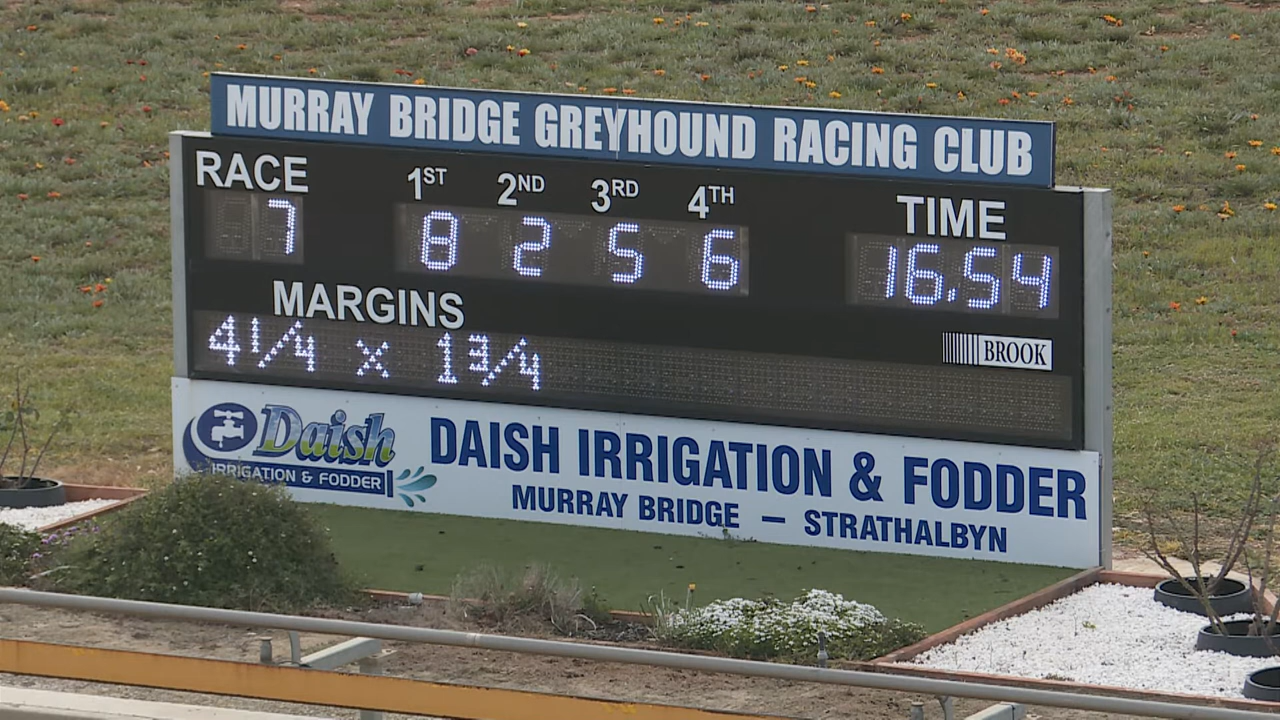 MURRAY BRIDGE GREYHOUND RACING CLUB
RACE 1ST 2ND 3RD 4TH TIME
7 8 2 5 6 16.54
MARGINS
4 1/4 x 1 3/4
BROOK
Daish
IRRIGATION & FODDER
DAISH IRRIGATION & FODDER
MURRAY BRIDGE – STRATHALBYN